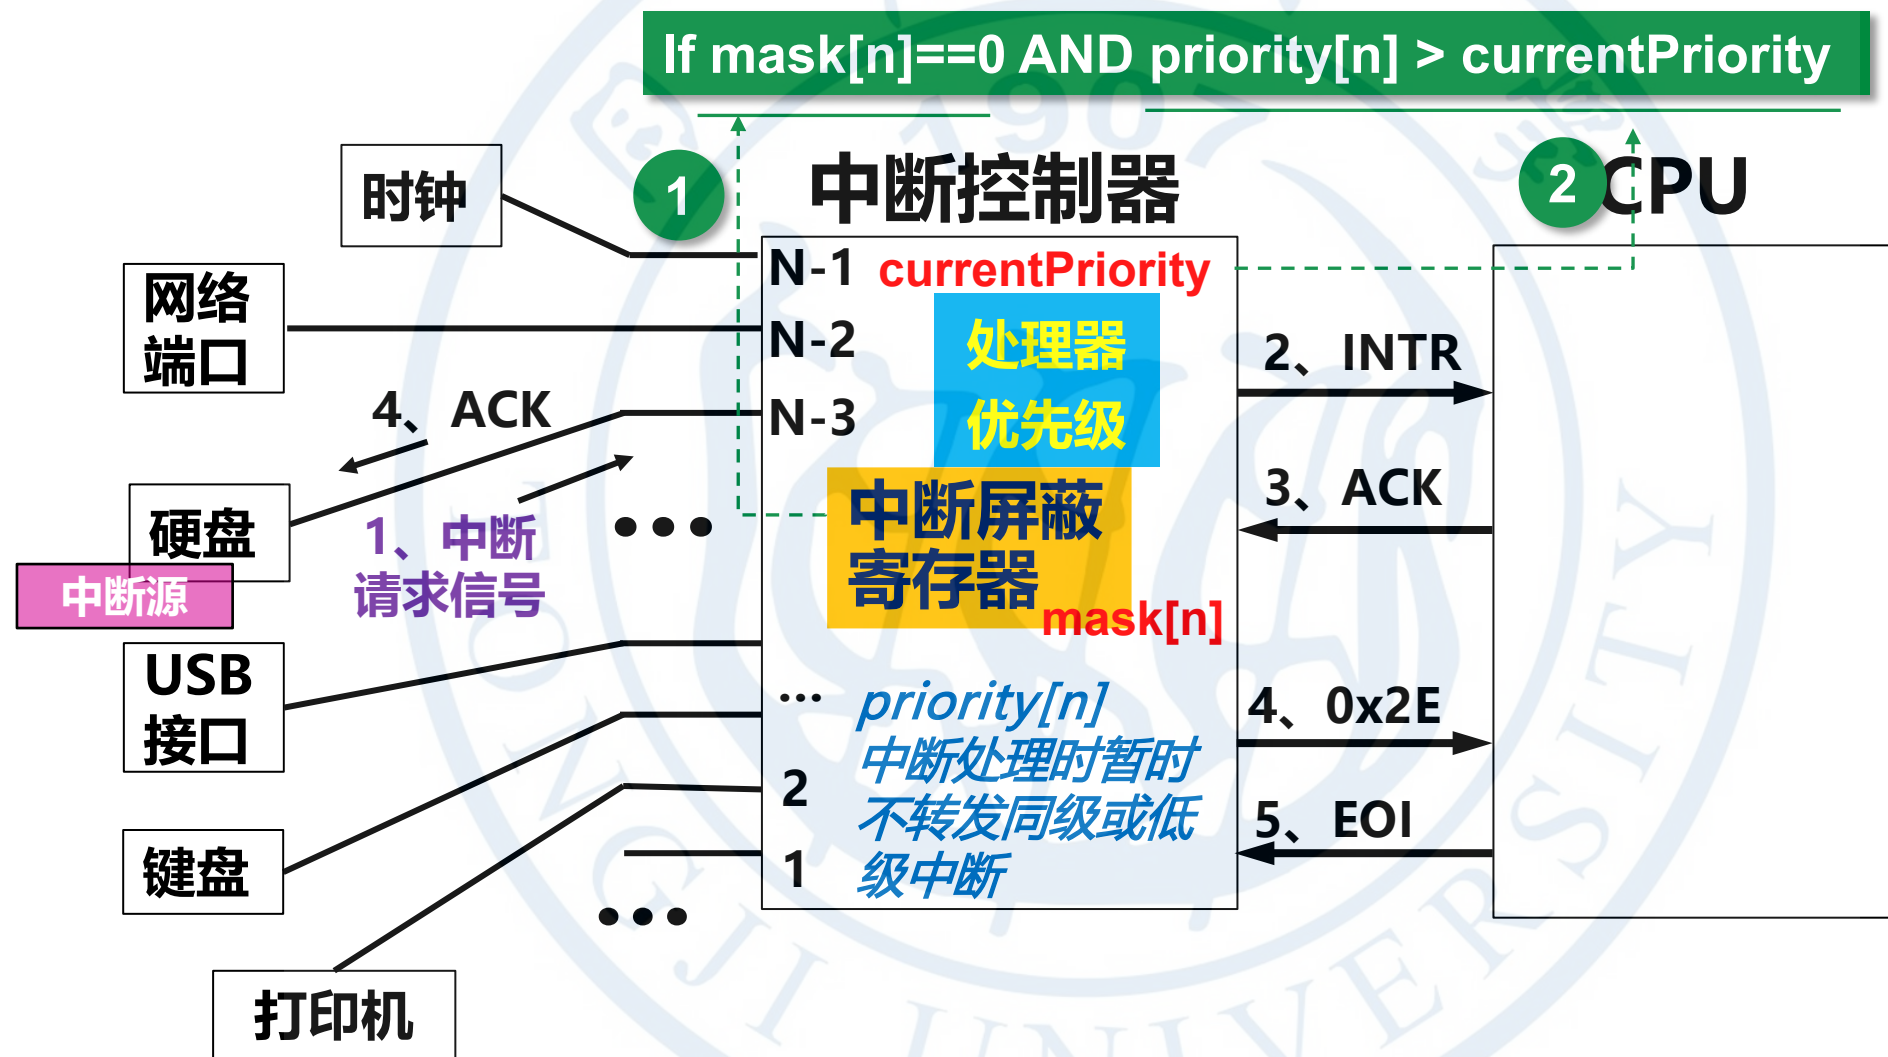 If mask[n]==0 AND priority[n] > currentPriority
1907
时钟
1
中断控制器
2
CPU
网络
端口
N-1
currentPriority
N-2
处理器
优先级
N-3
2、INTR
4、ACK
3、ACK
硬盘
中断源
1、中断
请求信号
中断屏蔽
寄存器
mask[n]
USB
接口
...
priority[n]
中断处理时暂时
不转发同级或低
级中断
4、0x2E
2
1
5、EOI
键盘
打印机
TONGJI UNIVERSITY